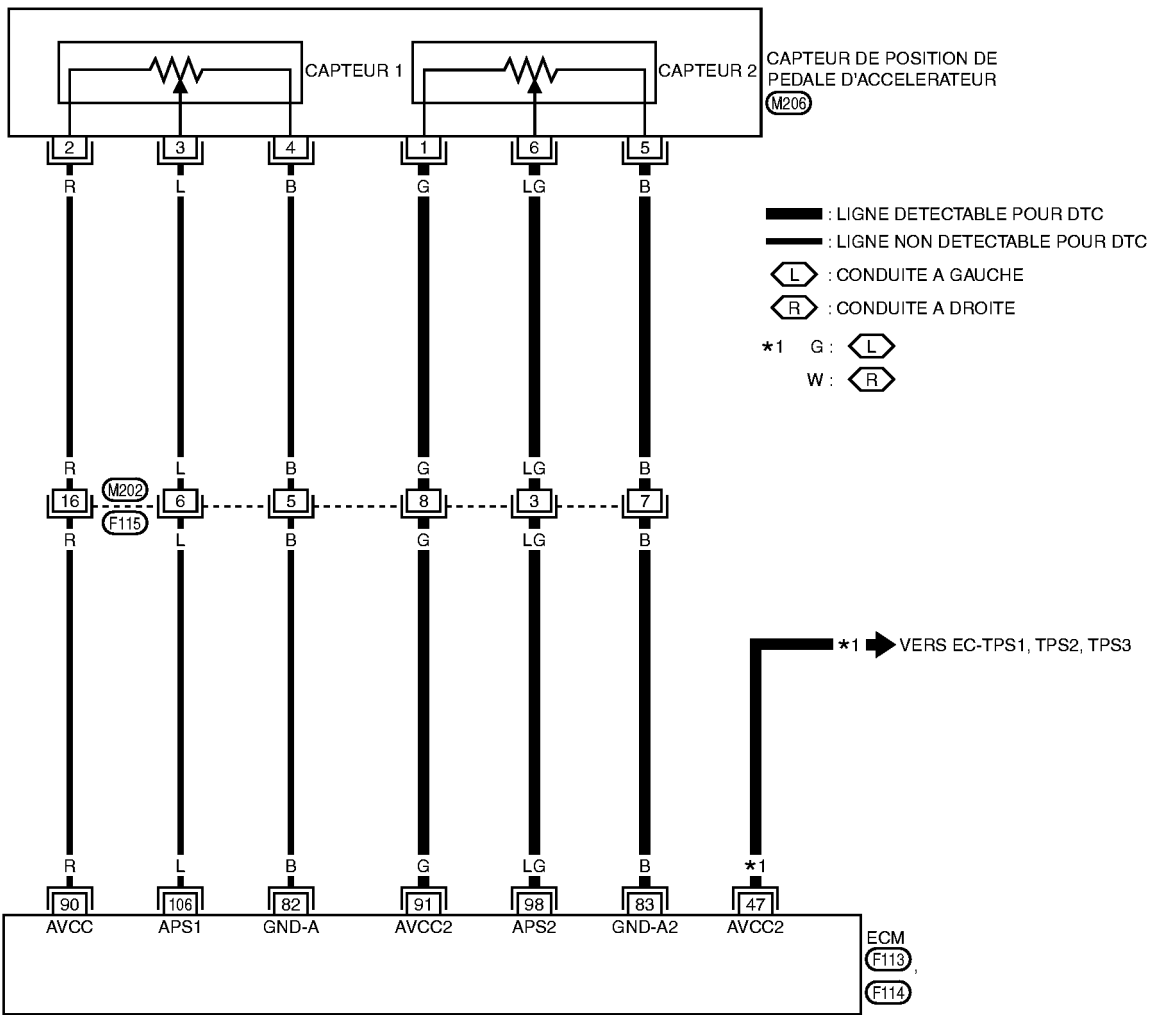 CAPTEUR 1
CAPTEUR 2
CAPTEUR DE POSITION DE
PEDALE D'ACCELERATEUR
M206
2 3 4 1 6 5
R L B G LG B
: LIGNE DETECTABLE POUR DTC
: LIGNE NON DETECTABLE POUR DTC
L : CONDUITE A GAUCHE
R : CONDUITE A DROITE
*1 G : L
W : R
R L B G LG B
16 M202 6 5 8 3 7
F115
R L B G LG B
*1 VERS EC-TPS1, TPS2, TPS3
R L B G LG B *1
90 106 82 91 98 83 47
AVCC APS1 GND-A AVCC2 APS2 GND-A2 AVCC2
ECM
F113 ,
F114